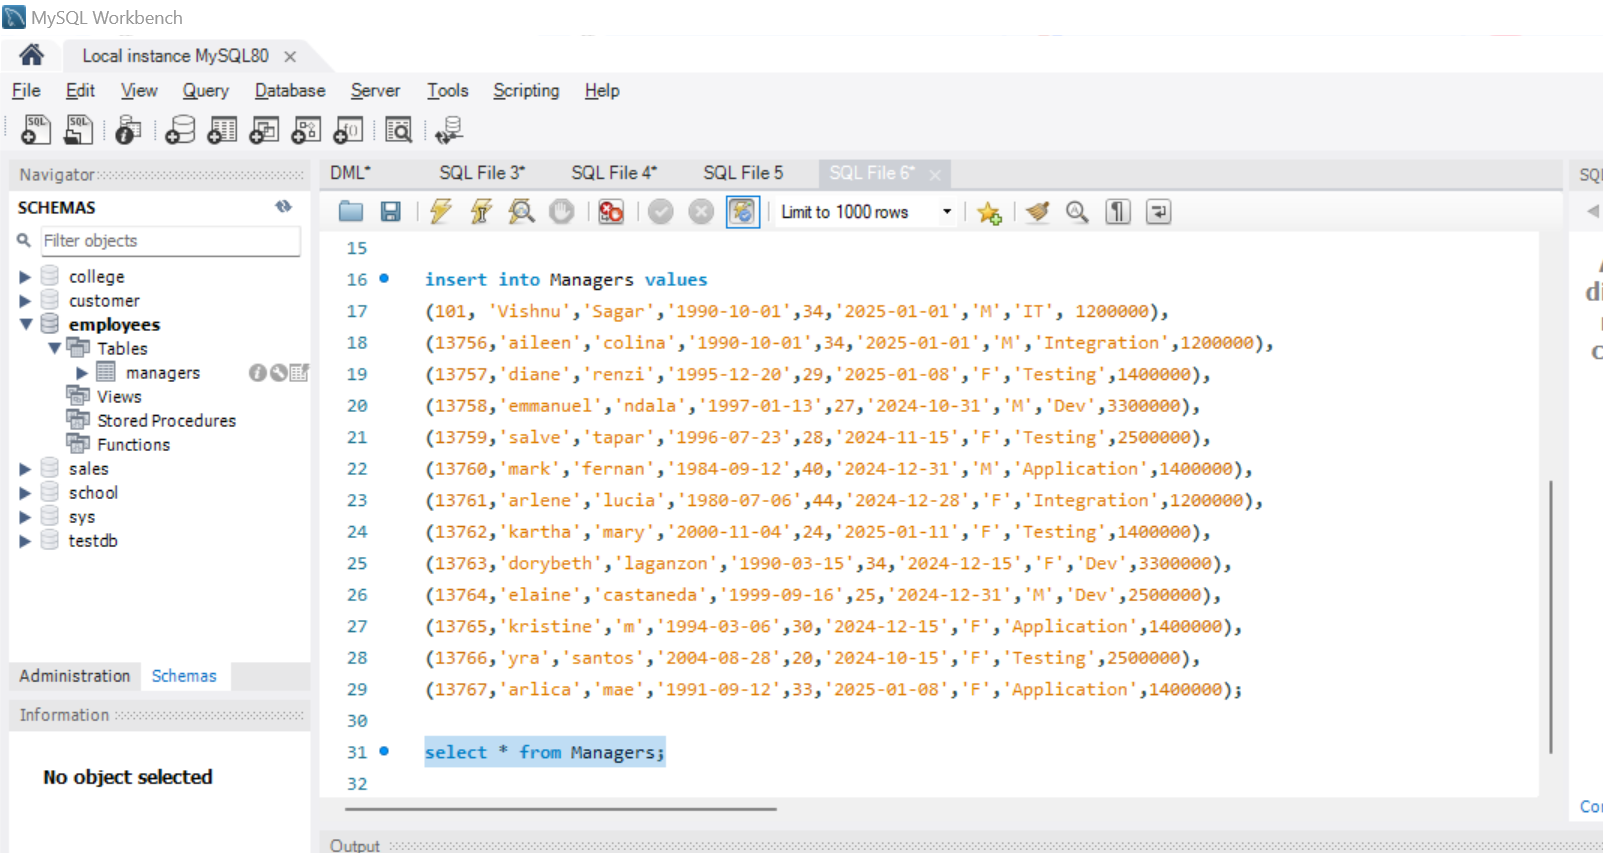 MySQL Workbench
Local instance MySQL80
File Edit View Query Database Server Tools Scripting Help
Navigator
SCHEMAS
Filter objects
college
customer
employees
Tables
managers
Views
Stored Procedures
Functions
sales
school
sys
testdb
Administration Schemas
Information
No object selected
DML* SQL File 3* SQL File 4* SQL File 5 SQL File 6*
Limit to 1000 rows
15
16 insert into Managers values
17 (101, 'Vishnu','Sagar','1990-10-01',34,'2025-01-01','M','IT', 1200000),
18 (13756,'aileen','colina','1990-10-01',34,'2025-01-01','M','Integration',1200000),
19 (13757,'diane','renzi','1995-12-20',29,'2025-01-08','F','Testing',1400000),
20 (13758,'emmanuel','ndala','1997-01-13',27,'2024-10-31','M','Dev',3300000),
21 (13759,'salve','tapar','1996-07-23',28,'2024-11-15','F','Testing',2500000),
22 (13760,'mark','fernan','1984-09-12',40,'2024-12-31','M','Application',1400000),
23 (13761,'arlene','lucia','1980-07-06',44,'2024-12-28','F','Integration',1200000),
24 (13762,'kartha','mary','2000-11-04',24,'2025-01-11','F','Testing',1400000),
25 (13763,'dorybeth','laganzon','1990-03-15',34,'2024-12-15','F','Dev',3300000),
26 (13764,'elaine','castaneda','1999-09-16',25,'2024-12-31','M','Dev',2500000),
27 (13765,'kristine','m','1994-03-06',30,'2024-12-15','F','Application',1400000),
28 (13766,'yra','santos','2004-08-28',20,'2024-10-15','F','Testing',2500000),
29 (13767,'arlica','mae','1991-09-12',33,'2025-01-08','F','Application',1400000);
30
31 select * from Managers;
32
Output